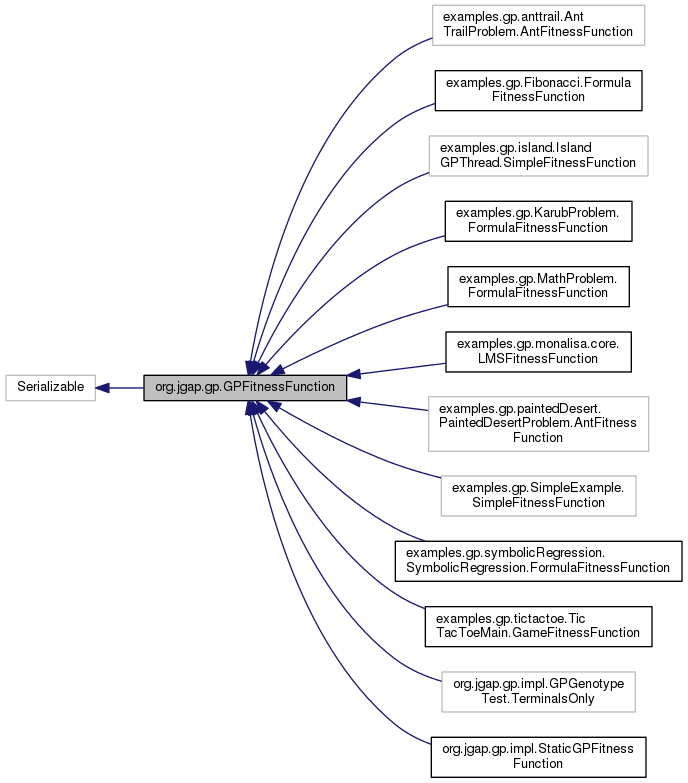 examples.gp.anttrail.Ant
TrailProblem.AntFitnessFunction
examples.gp.Fibonacci.Formula
FitnessFunction
examples.gp.island.Island
GPThread.SimpleFitnessFunction
examples.gp.KarubProblem.
FormulaFitnessFunction
examples.gp.MathProblem.
FormulaFitnessFunction
examples.gp.monalisa.core.
LMSFitnessFunction
Serializable
org.jgap.gp.GPFitnessFunction
examples.gp.paintedDesert.
PaintedDesertProblem.AntFitness
Function
examples.gp.SimpleExample.
SimpleFitnessFunction
examples.gp.symbolicRegression.
SymbolicRegression.FormulaFitnessFunction
examples.gp.tictactoe.Tic
TacToeMain.GameFitnessFunction
org.jgap.gp.impl.GPGenotype
Test.TerminalsOnly
org.jgap.gp.impl.StaticGPFitness
Function